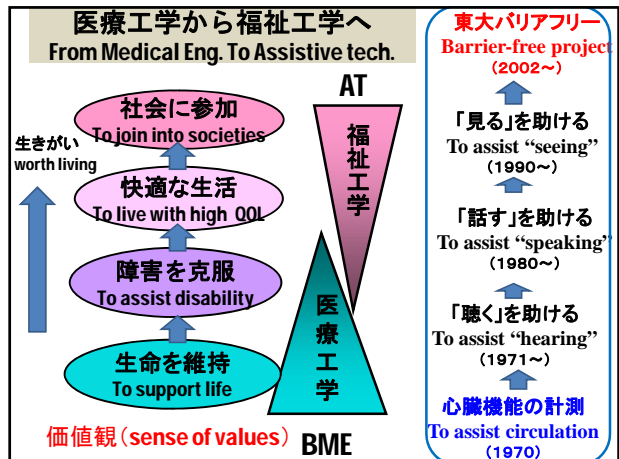 医療工学から福祉工学へ
From Medical Eng. To Assistive tech.
AT
社会に参加
To join into societies
生きがい
worth living
快適な生活
To live with high QOL
障害を克服
To assist disability
生命を維持
To support life
価値観（sense of values）
福祉工学
医療工学
BME
東大バリアフリー
Barrier-free project
(2002～)
「見る」を助ける
To assist “seeing”
(1990～)
「話す」を助ける
To assist “speaking”
(1980～)
「聴く」を助ける
To assist “hearing”
(1971～)
心臓機能の計測
To assist circulation
(1970)